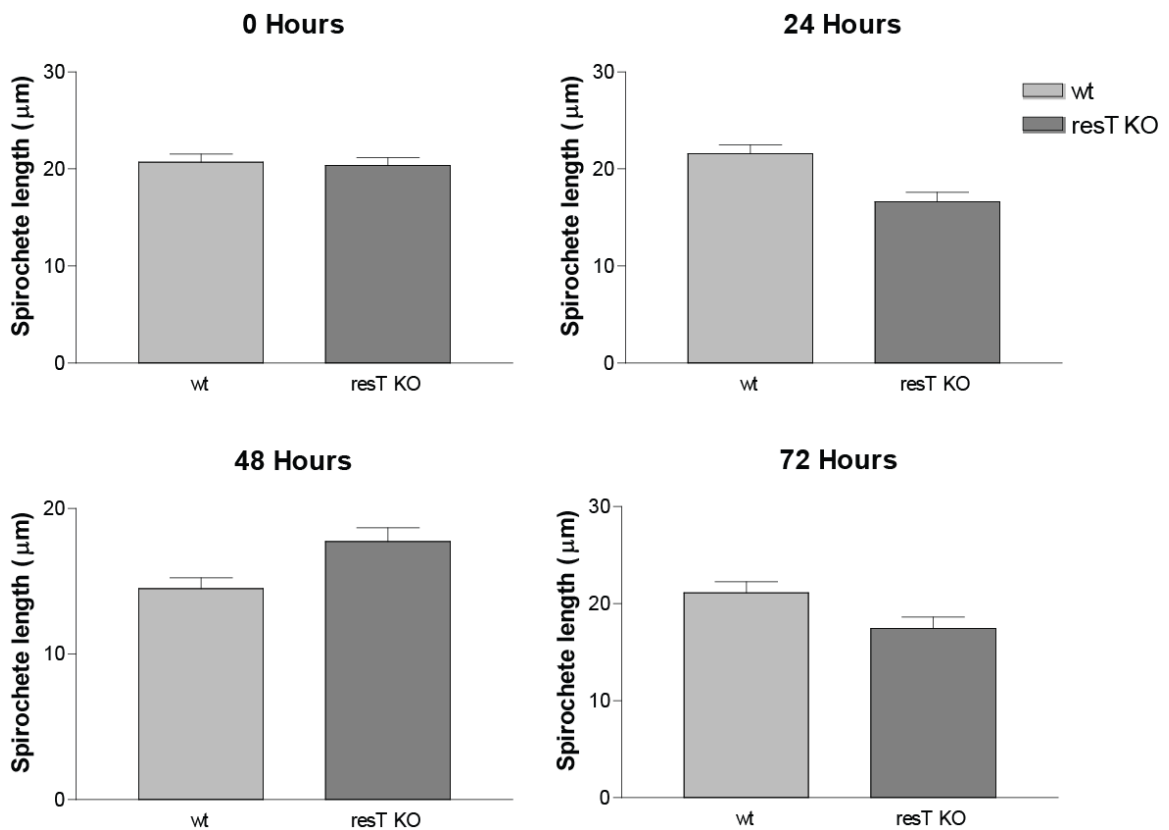 0 Hours
Spirochete length (μm)
30
20
10
0
wt
resT KO
24 Hours
Spirochete length (μm)
30
20
10
0
wt
resT KO
wt
resT KO
48 Hours
Spirochete length (μm)
20
10
0
wt
resT KO
72 Hours
Spirochete length (μm)
30
20
10
0
wt
resT KO